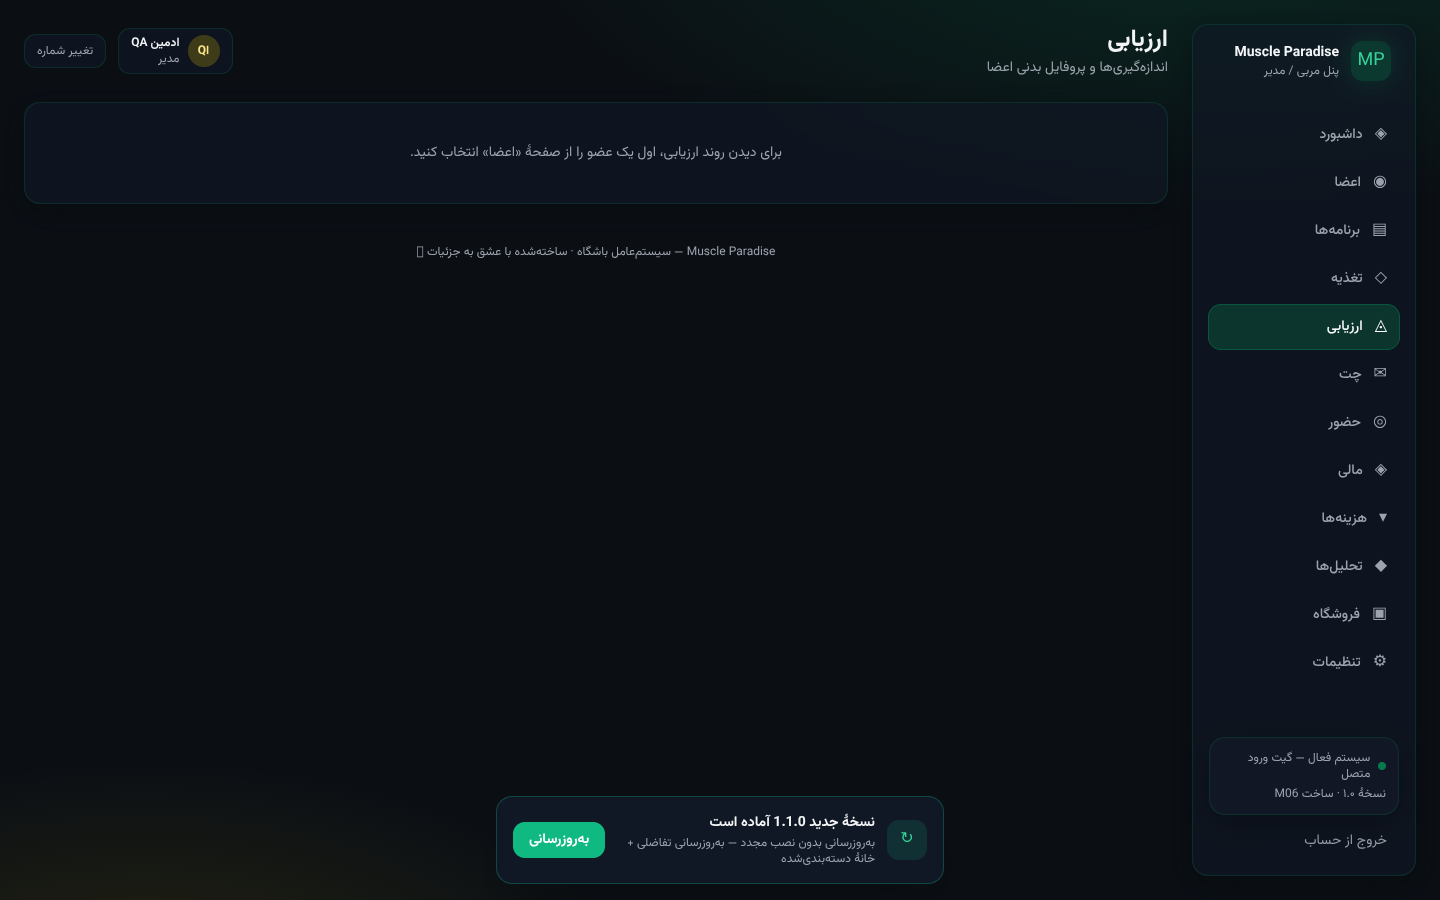 MP
Muscle Paradise
پنل مربی / مدیر
داشبورد
اعضا
برنامه‌ها
تغذیه
ارزیابی
چت
حضور
مالی
هزینه‌ها
تحلیل‌ها
فروشگاه
تنظیمات
سیستم فعال — گیت ورود
متصل
نسخهٔ ۱.۰ · ساخت M06
خروج از حساب
ارزیابی
اندازه‌گیری‌ها و پروفایل بدنی اعضا
Qا
ادمین QA
مدیر
تغییر شماره
برای دیدن روند ارزیابی، اول یک عضو را از صفحهٔ «اعضا» انتخاب کنید.
Muscle Paradise — سیستم‌عامل باشگاه · ساخته‌شده با عشق به جزئیات
نسخهٔ جدید 1.1.0 آماده است
به‌روزرسانی بدون نصب مجدد — به‌روزرسانی تفاضلی +
خانهٔ دسته‌بندی‌شده
به‌روزرسانی